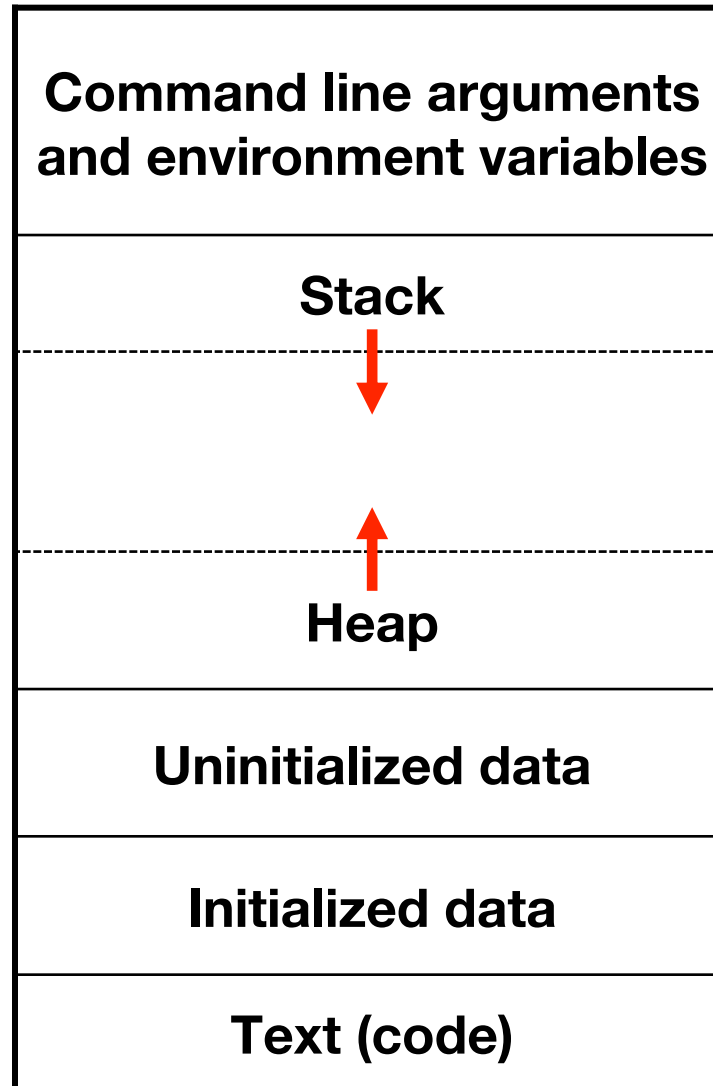 Command line arguments
and environment variables
Stack
Heap
Uninitialized data
Initialized data
Text (code)